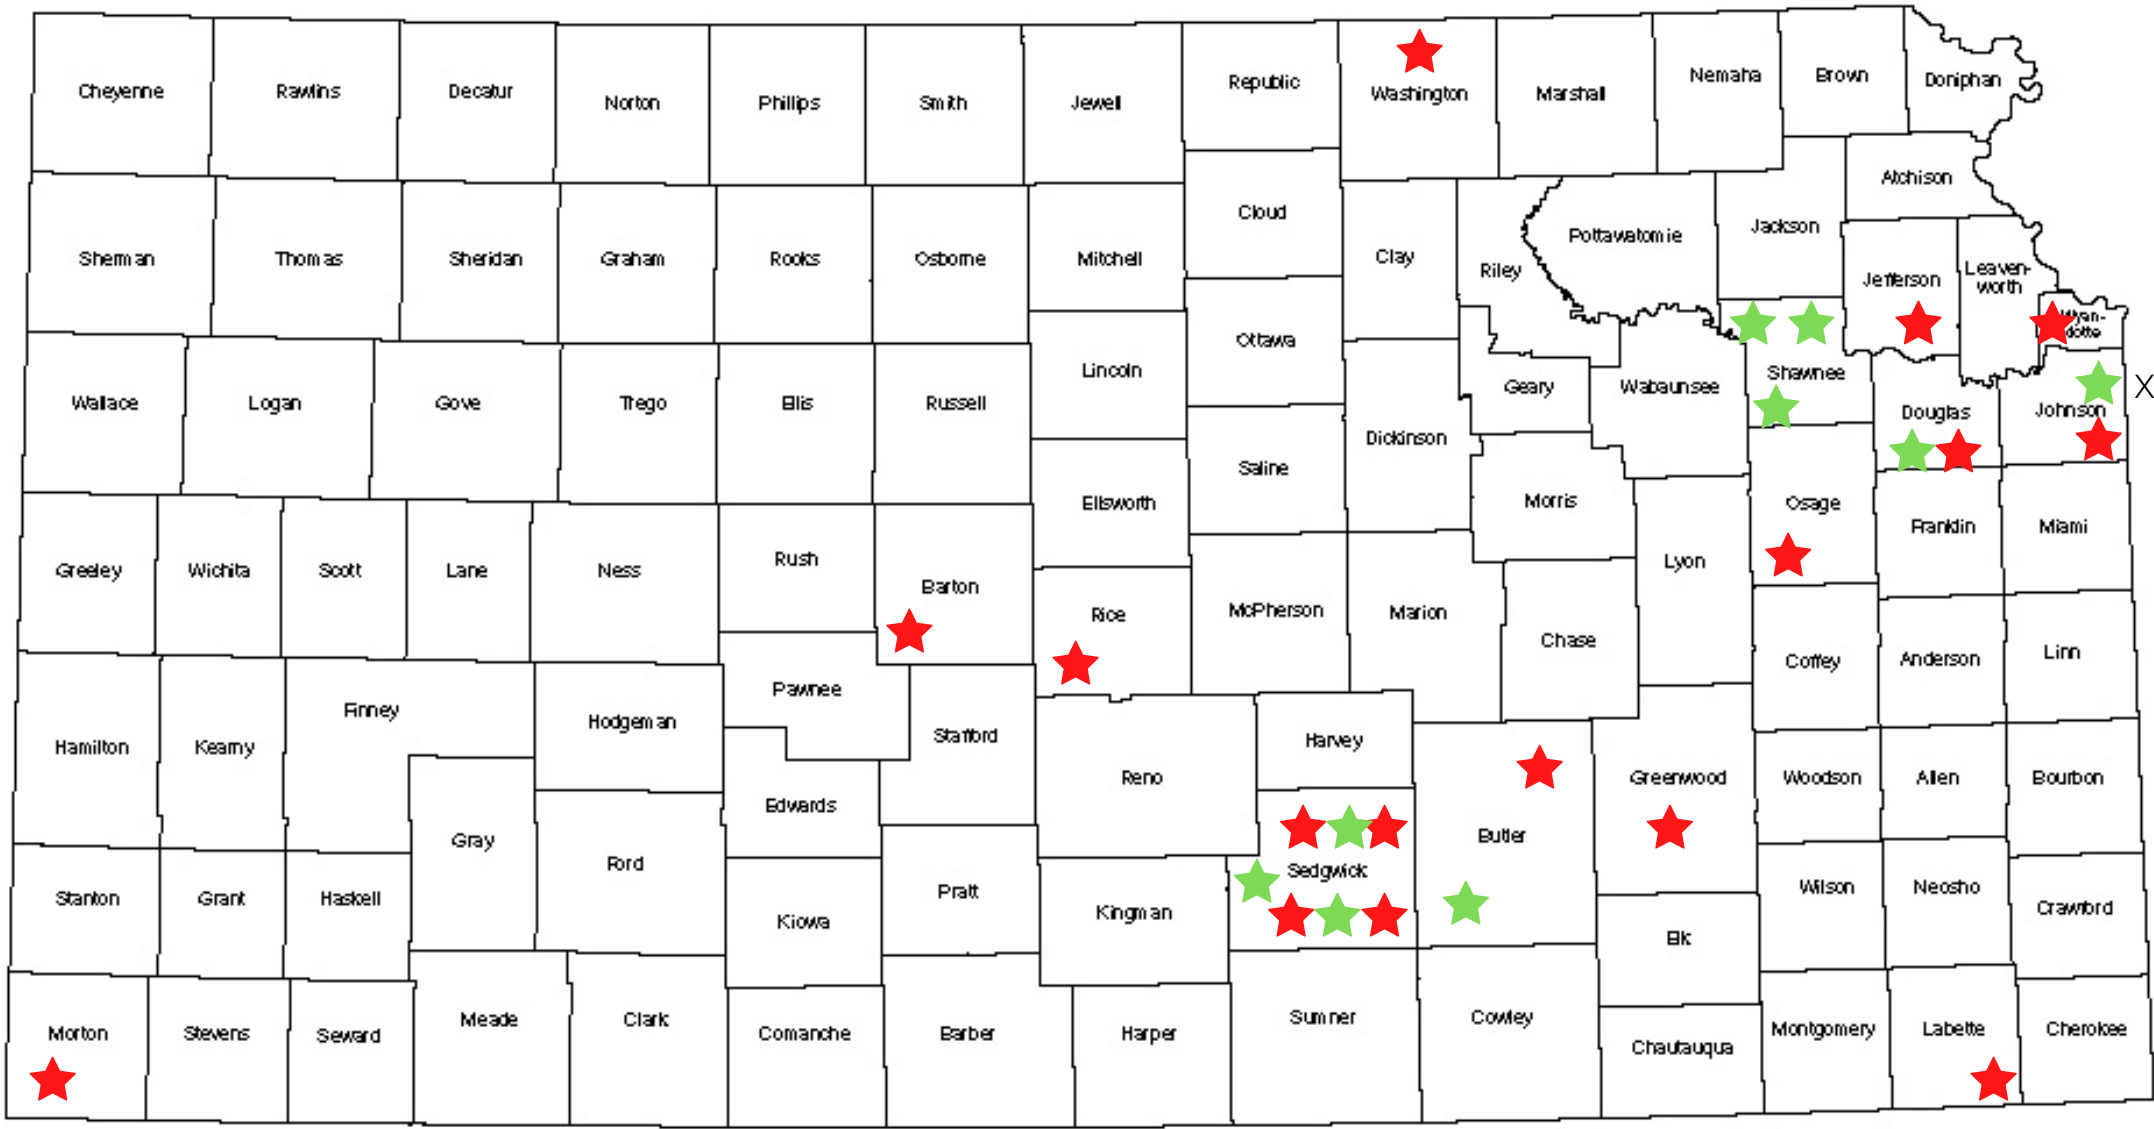 Cheyenne
Rawlins
Decatur
Norton
Phillips
Smith
Jewell
Republic
Washington
Marshall
Nemaha
Brown
Doniphan
Atchison
Sherman
Thomas
Sheridan
Graham
Rooks
Osborne
Mitchell
Cloud
Clay
Riley
Pottawatomie
Jackson
Jefferson
Leaven-
worth
Wyan-
dotte
Wallace
Logan
Gove
Trego
Ellis
Russell
Lincoln
Ottawa
Dickinson
Geary
Wabaunsee
Shawnee
Douglas
Johnson
X
Greeley
Wichita
Scott
Lane
Ness
Rush
Barton
Ellsworth
Saline
Morris
Lyon
Osage
Franklin
Miami
Rice
McPherson
Marion
Chase
Coffey
Anderson
Linn
Hamilton
Kearny
Finney
Hodgeman
Pawnee
Stafford
Reno
Harvey
Butler
Greenwood
Woodson
Allen
Bourbon
Gray
Ford
Edwards
Pratt
Kingman
Sedgwick
Stanton
Grant
Haskell
Kiowa
Elk
Wilson
Neosho
Crawford
Morton
Stevens
Seward
Meade
Clark
Comanche
Barber
Harper
Sumner
Cowley
Chautauqua
Montgomery
Labette
Cherokee